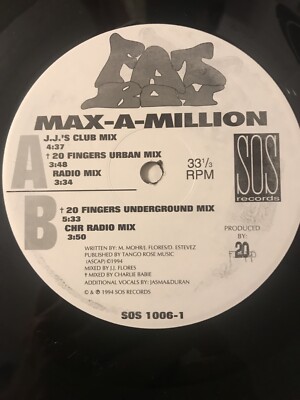 FAT
BOY
MAX-A-MILLION
A
J.J.'S CLUB MIX
4:37
† 20 FINGERS URBAN MIX
3:48
RADIO MIX
3:34
33⅓
RPM
SOS
records
B
† 20 FINGERS UNDERGROUND MIX
5:33
CHR RADIO MIX
3:50
PRODUCED
BY:
20
WRITTEN BY: M. MOHR/J. FLORES/D. ESTEVEZ
PUBLISHED BY TANGO ROSE MUSIC
(ASCAP) ©1994
MIXED BY J.J. FLORES
† MIXED BY CHARLIE BABIE
ADDITIONAL VOCALS BY: JASMA&DURAN
© & ℗ 1994 SOS RECORDS
SOS 1006-1